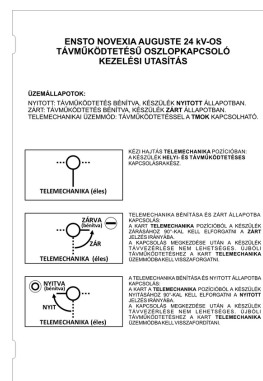 ENSTO NOVEXIA AUGUSTE 24 kV-OS
TÁVMŰKÖDTETÉSŰ OSZLOPKAPCSOLÓ
KEZELÉSI UTASÍTÁS
ÜZEMÁLLAPOTOK:
NYITOTT: TÁVMŰKÖDTETÉS BÉNÍTVA, KÉSZÜLÉK NYITOTT ÁLLAPOTBAN.
ZÁRT: TÁVMŰKÖDTETÉS BÉNÍTVA, KÉSZÜLÉK ZÁRT ÁLLAPOTBAN.
TELEMECHANIKAI ÜZEMMÓD: TÁVMŰKÖDTETÉSSEL A TMOK KAPCSOLHATÓ.
TELEMECHANIKA (éles)
KÉZI HAJTÁS TELEMECHANIKA POZÍCIÓBAN:
A KÉSZÜLÉK HELYI- ÉS TÁVMŰKÖDTETÉSES
KAPCSOLÁSRA KÉSZ.
ZÁRVA
(bénítva)
ZÁR
TELEMECHANIKA (éles)
TELEMECHANIKA BÉNÍTÁSA ÉS ZÁRT ÁLLAPOTBA
KAPCSOLÁS:
A KART TELEMECHANIKA POZÍCIÓBÓL A KÉSZÜLÉK
ZÁRÁSÁHOZ 90°-KAL KELL ELFORGATNI A ZÁRT
JELZÉS IRÁNYÁBA.
A KAPCSOLÁS MEGKEZDÉSE UTÁN A KÉSZÜLÉK
TÁVVEZÉRLÉSE NEM LEHETSÉGES. ÚJBÓLI
TÁVMŰKÖDTETÉSHEZ A KART TELEMECHANIKA
ÜZEMMÓDBA KELL VISSZAFORGATNI.
NYITVA
(bénítva)
NYIT
TELEMECHANIKA (éles)
A TELEMECHANIKA BÉNÍTÁSA ÉS NYITOTT ÁLLAPOTBA
KAPCSOLÁS:
A KART A TELEMECHANIKA POZÍCIÓBÓL A KÉSZÜLÉK
NYITÁSÁHOZ 90°-KAL KELL ELFORGATNI A NYITOTT
JELZÉS IRÁNYÁBA.
A KAPCSOLÁS MEGKEZDÉSE UTÁN A KÉSZÜLÉK
TÁVVEZÉRLÉSE NEM LEHETSÉGES. ÚJBÓLI
TÁVMŰKÖDTETÉSHEZ A KART TELEMECHANIKA
ÜZEMMÓDBA KELL VISSZAFORDÍTANI.